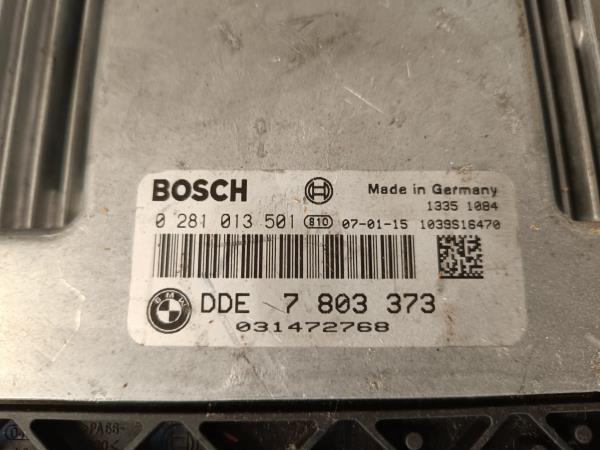 BOSCH
Made in Germany
1335 1084
0 281 013 501 810 07-01-15 1039S16470
BMW DDE 7 803 373
031472768